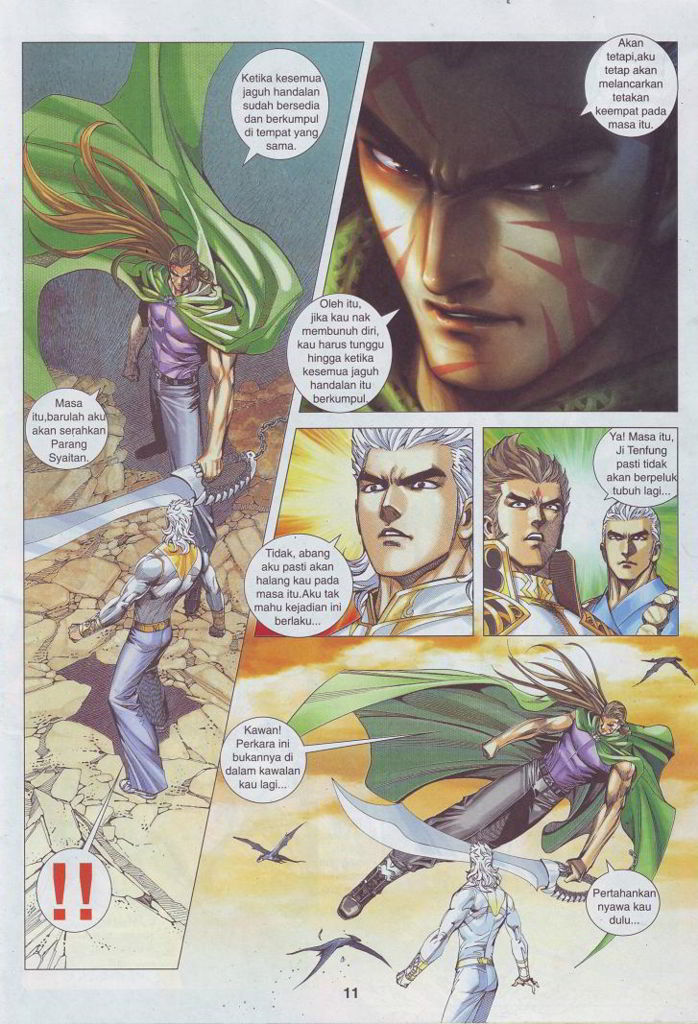 Ketika kesemua
jaguh handalan
sudah bersedia
dan berkumpul
di tempat yang
sama.
Akan
tetapi,aku
tetap akan
melancarkan
tetakan
keempat pada
masa itu.
Oleh itu,
jika kau nak
membunuh diri,
kau harus tunggu
hingga ketika
kesemua jaguh
handalan itu
berkumpul.
Masa
itu,barulah aku
akan serahkan
Parang
Syaitan.
!!
Tidak, abang
aku pasti akan
halang kau pada
masa itu.Aku tak
mahu kejadian ini
berlaku...
Ya! Masa itu,
Ji Tenfung
pasti tidak
akan berpeluk
tubuh lagi...
Kawan!
Perkara ini
bukannya di
dalam kawalan
kau lagi...
Pertahankan
nyawa kau
dulu...
11